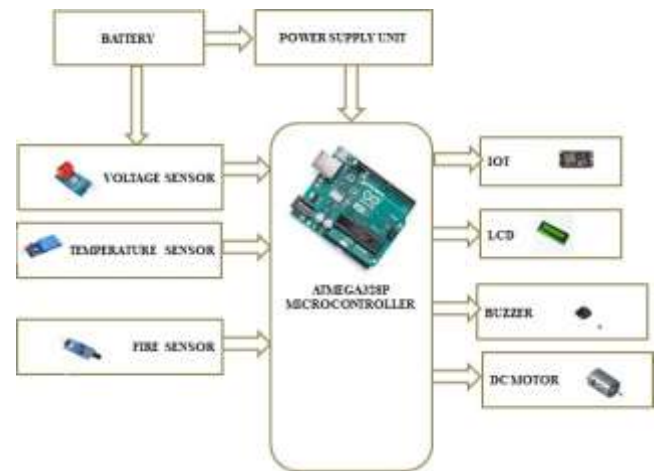 BATTERY
POWER SUPPLY UNIT
VOLTAGE SENSOR
TEMPERATURE SENSOR
FIRE SENSOR
ATMEGA328P
MICROCONTROLLER
IOT
LCD
BUZZER
DC MOTOR